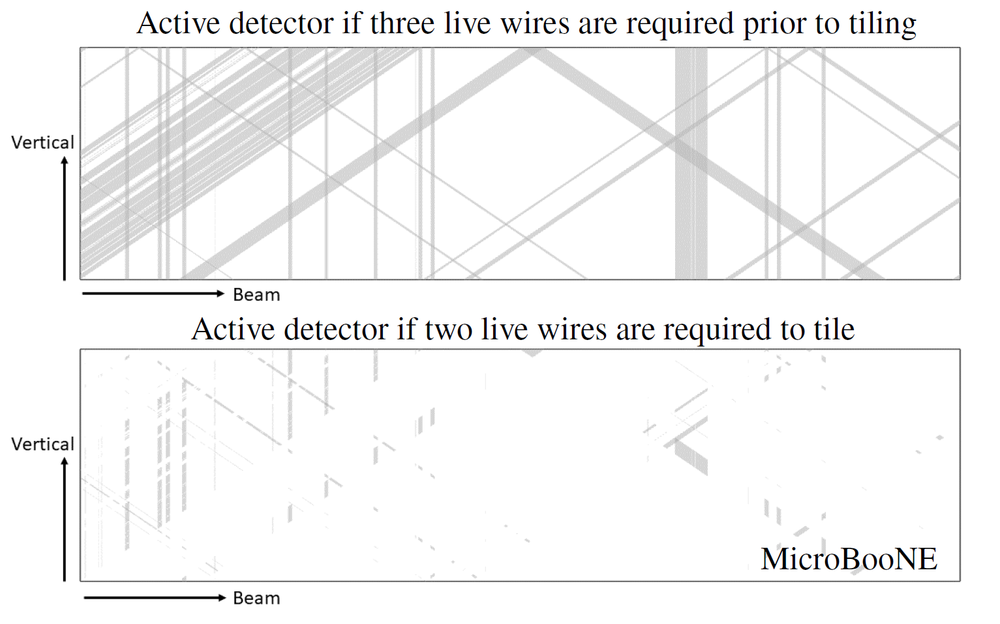 Active detector if three live wires are required prior to tiling
Vertical
Beam
Active detector if two live wires are required to tile
Vertical
MicroBooNE
Beam